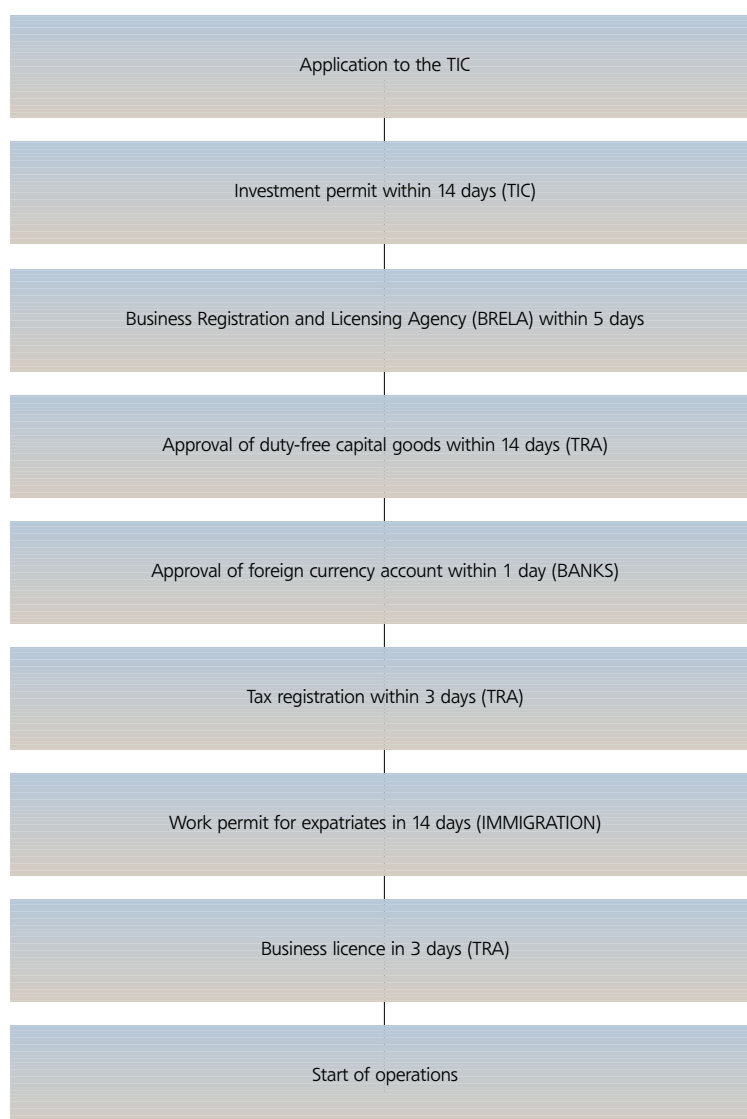 Application to the TIC
Investment permit within 14 days (TIC)
Business Registration and Licensing Agency (BRELA) within 5 days
Approval of duty-free capital goods within 14 days (TRA)
Approval of foreign currency account within 1 day (BANKS)
Tax registration within 3 days (TRA)
Work permit for expatriates in 14 days (IMMIGRATION)
Business licence in 3 days (TRA)
Start of operations